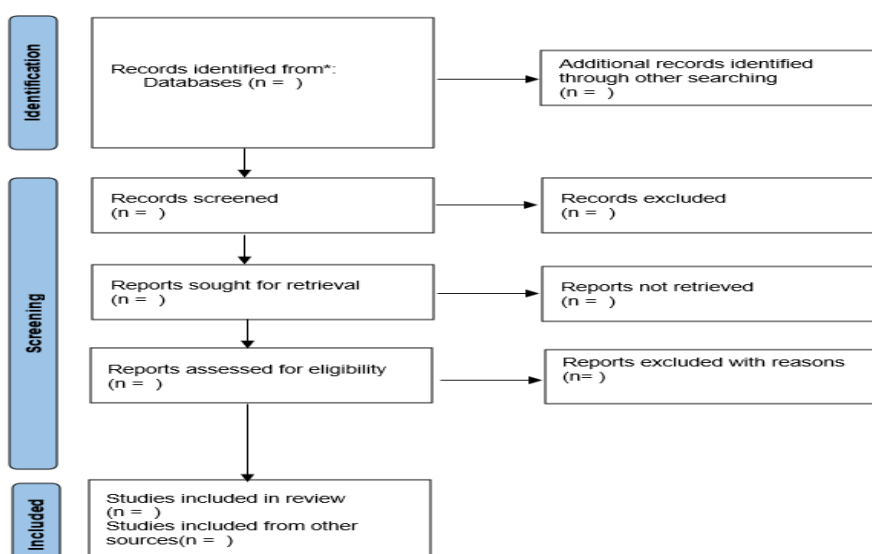 Identification
Records identified from*:
Databases (n = )
Additional records identified
through other searching
(n = )
Screening
Records screened
(n = )
Records excluded
(n = )
Reports sought for retrieval
(n = )
Reports not retrieved
(n = )
Reports assessed for eligibility
(n = )
Reports excluded with reasons
(n= )
Included
Studies included in review
(n = )
Studies included from other
sources(n = )